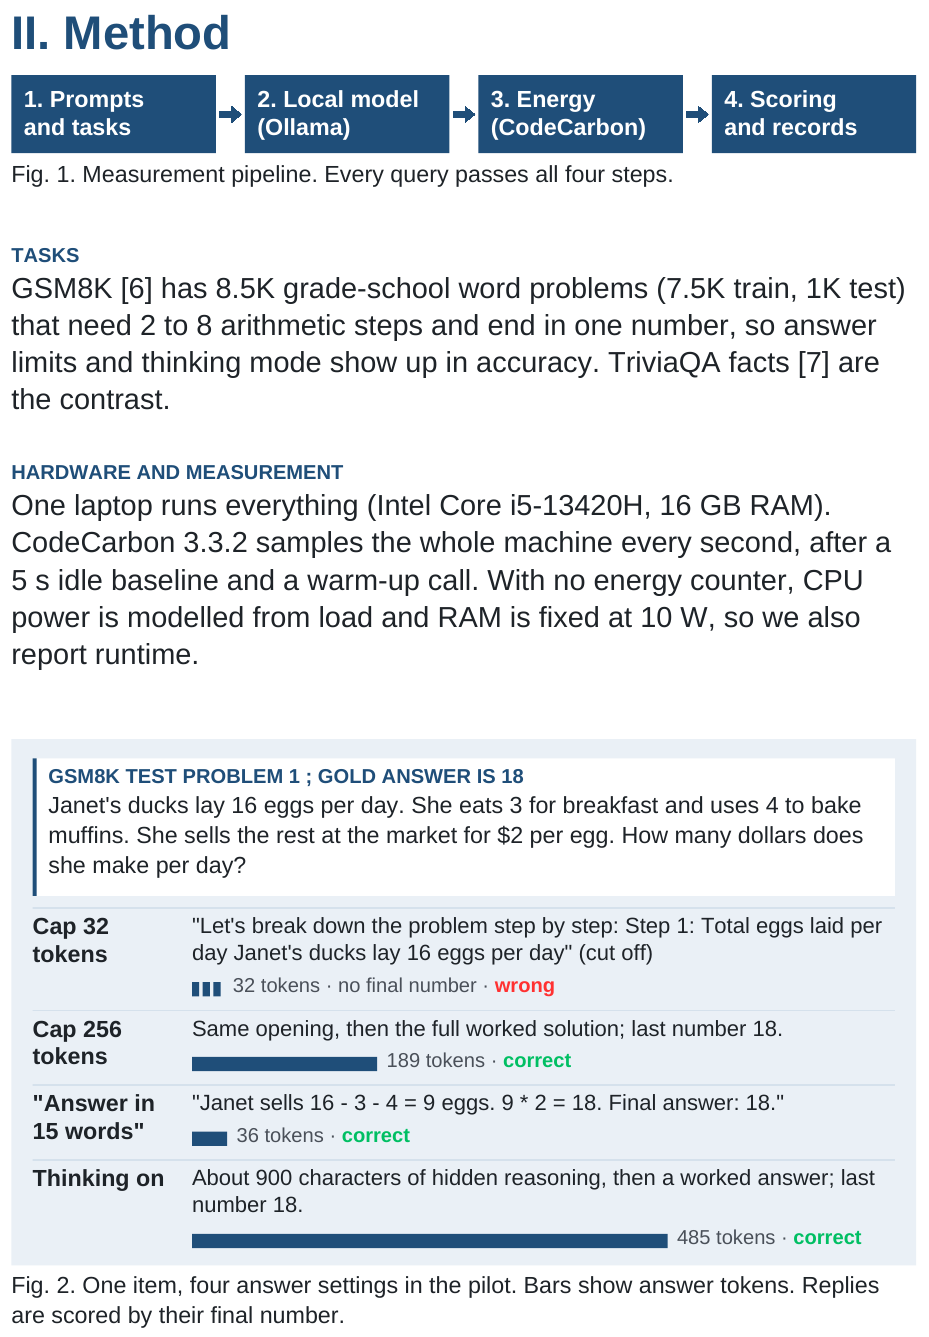 II. Method
1. Prompts
and tasks
2. Local model
(Ollama)
3. Energy
(CodeCarbon)
4. Scoring
and records
Fig. 1. Measurement pipeline. Every query passes all four steps.
TASKS
GSM8K [6] has 8.5K grade-school word problems (7.5K train, 1K test)
that need 2 to 8 arithmetic steps and end in one number, so answer
limits and thinking mode show up in accuracy. TriviaQA facts [7] are
the contrast.
HARDWARE AND MEASUREMENT
One laptop runs everything (Intel Core i5-13420H, 16 GB RAM).
CodeCarbon 3.3.2 samples the whole machine every second, after a
5 s idle baseline and a warm-up call. With no energy counter, CPU
power is modelled from load and RAM is fixed at 10 W, so we also
report runtime.
GSM8K TEST PROBLEM 1 ; GOLD ANSWER IS 18
Janet's ducks lay 16 eggs per day. She eats 3 for breakfast and uses 4 to bake
muffins. She sells the rest at the market for $2 per egg. How many dollars does
she make per day?
Cap 32
tokens
"Let's break down the problem step by step: Step 1: Total eggs laid per
day Janet's ducks lay 16 eggs per day" (cut off)
32 tokens · no final number · wrong
Cap 256
tokens
Same opening, then the full worked solution; last number 18.
189 tokens · correct
"Answer in
15 words"
"Janet sells 16 - 3 - 4 = 9 eggs. 9 * 2 = 18. Final answer: 18."
36 tokens · correct
Thinking on
About 900 characters of hidden reasoning, then a worked answer; last
number 18.
485 tokens · correct
Fig. 2. One item, four answer settings in the pilot. Bars show answer tokens. Replies
are scored by their final number.